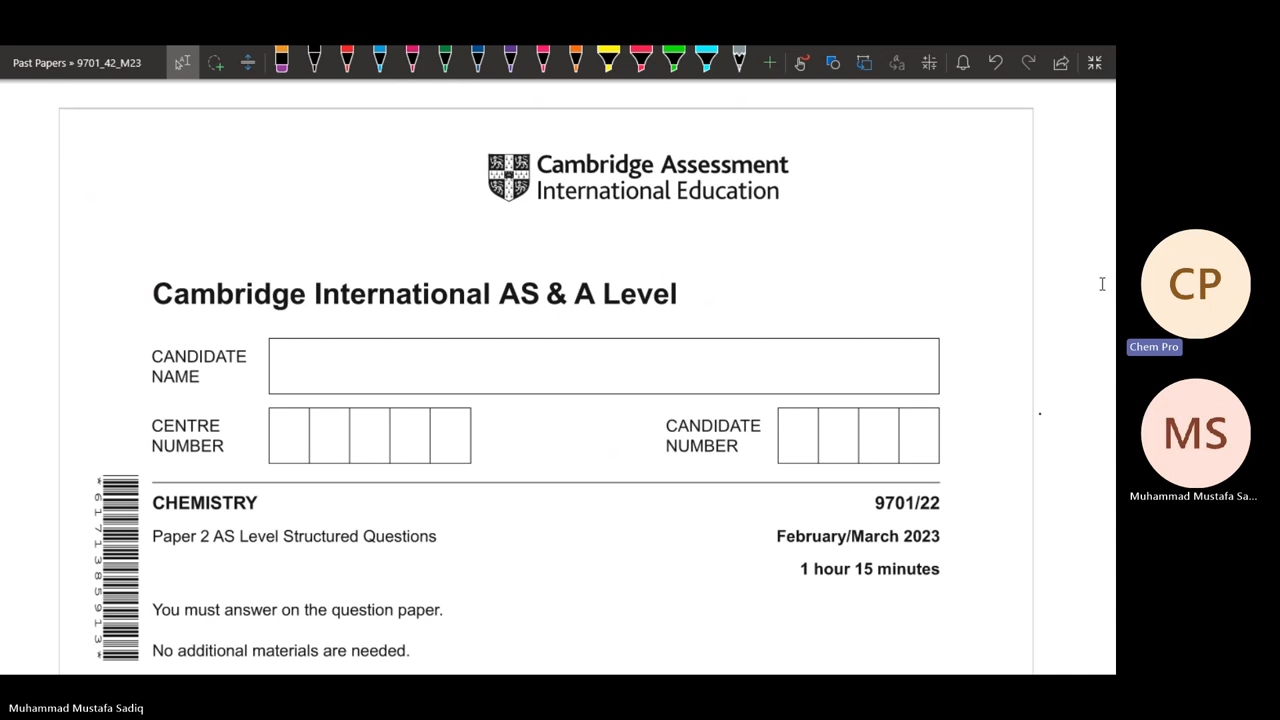 Past Papers » 9701_42_M23
Cambridge Assessment
International Education
Cambridge International AS & A Level
CANDIDATE
NAME
CENTRE
NUMBER
CANDIDATE
NUMBER
CHEMISTRY 9701/22
Paper 2 AS Level Structured Questions February/March 2023
1 hour 15 minutes
You must answer on the question paper.
No additional materials are needed.
*6171385913*
CP
Chem Pro
MS
Muhammad Mustafa Sa...
Muhammad Mustafa Sadiq